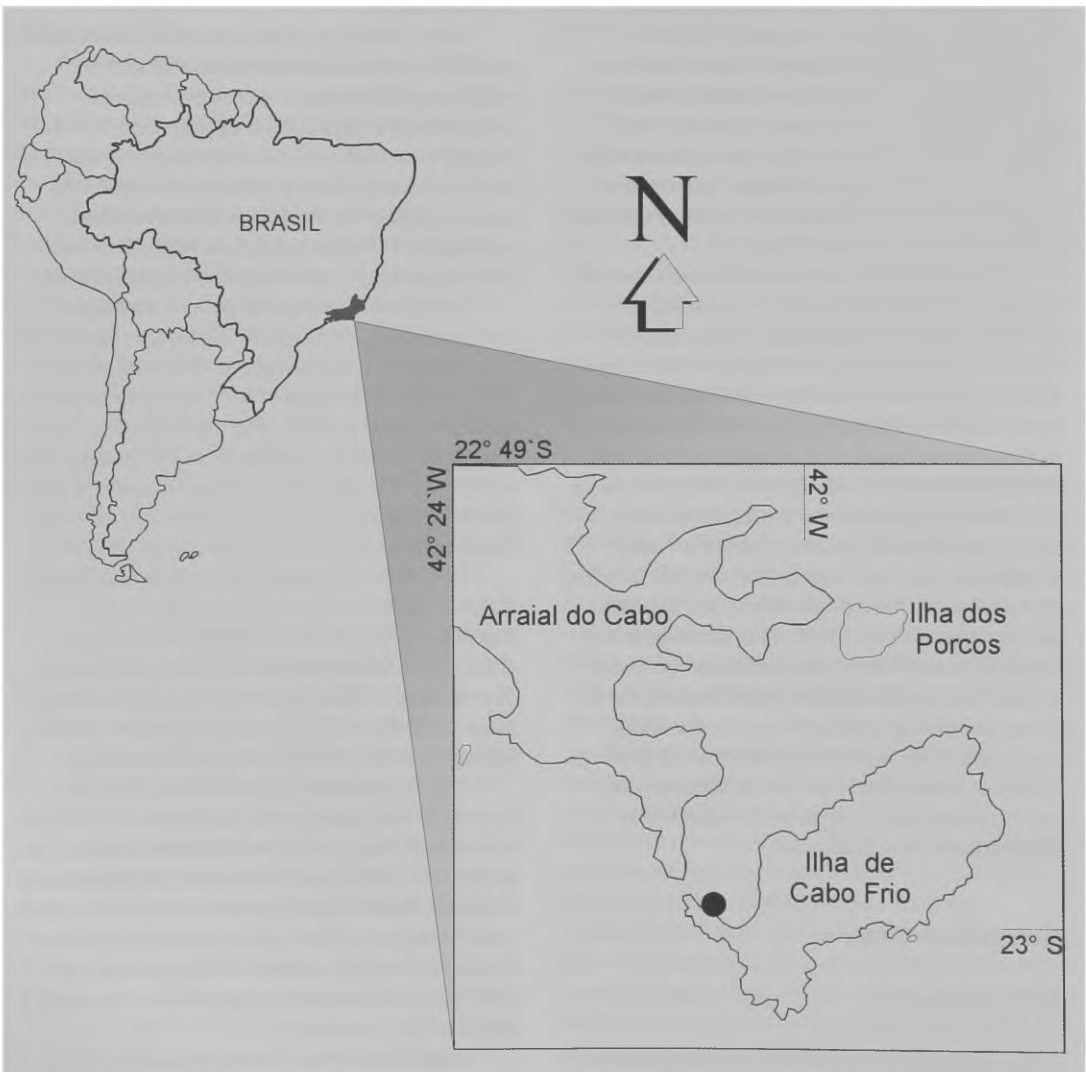 BRASIL
N
22° 49`S
42° 24`W
42° W
Arraial do Cabo
Ilha dos
Porcos
Ilha de
Cabo Frio
23° S